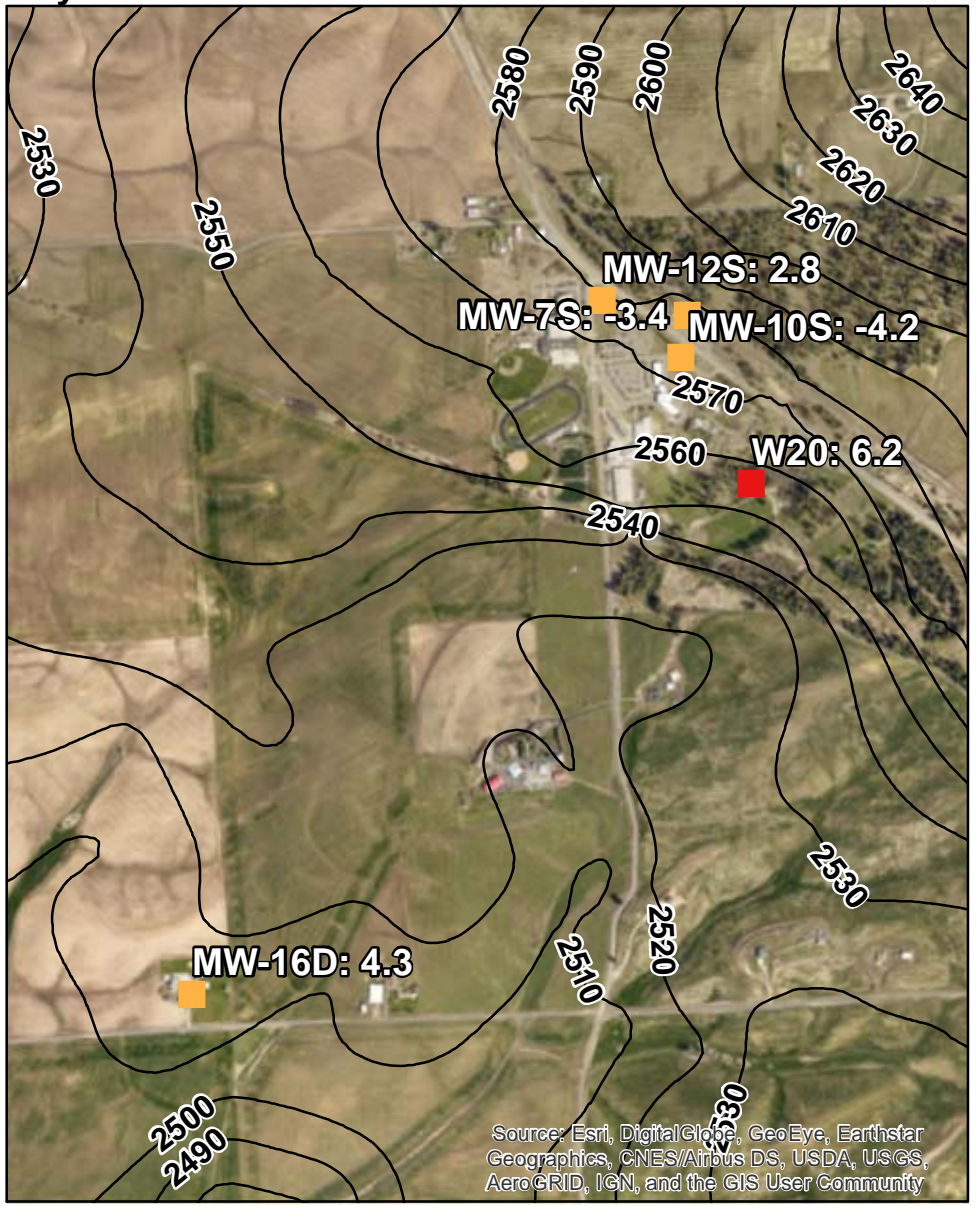 2580
2590
2600
2640
2630
2530
2620
2610
2550
MW-12S: 2.8
MW-7S: -3.4
MW-10S: -4.2
2570
2560
W20: 6.2
2540
2530
2520
2510
MW-16D: 4.3
2500
2490
2530
Source: Esri, DigitalGlobe, GeoEye, Earthstar
Geographics, CNES/Airbus DS, USDA, USGS,
AeroGRID, IGN, and the GIS User Community